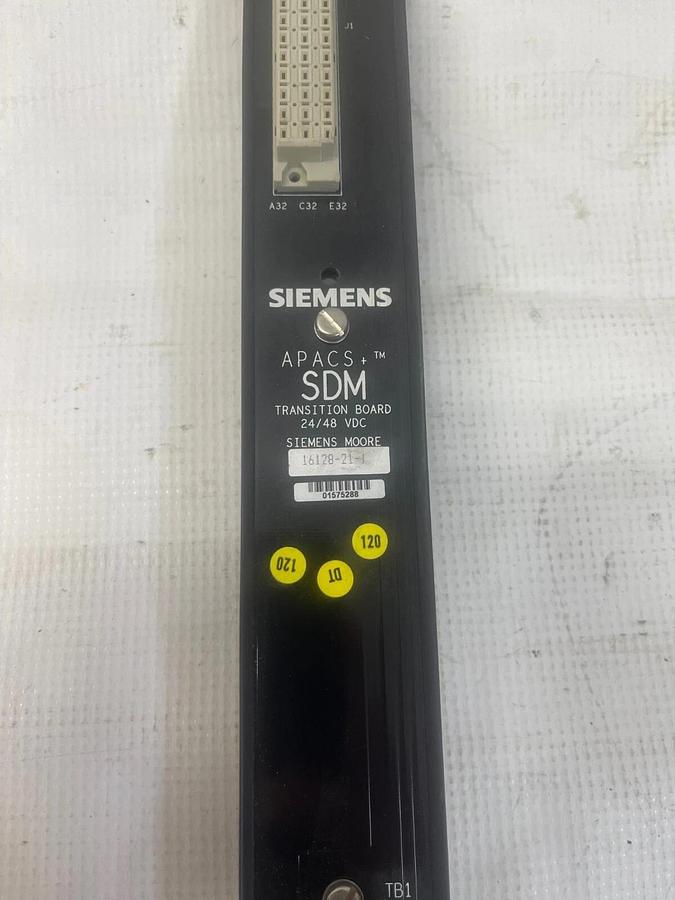 J1
A32 C32 E32
SIEMENS
APACS+™
SDM
TRANSITION BOARD
24/48 VDC
SIEMENS MOORE
16128-21-1
01575288
120
120
DT
TB1